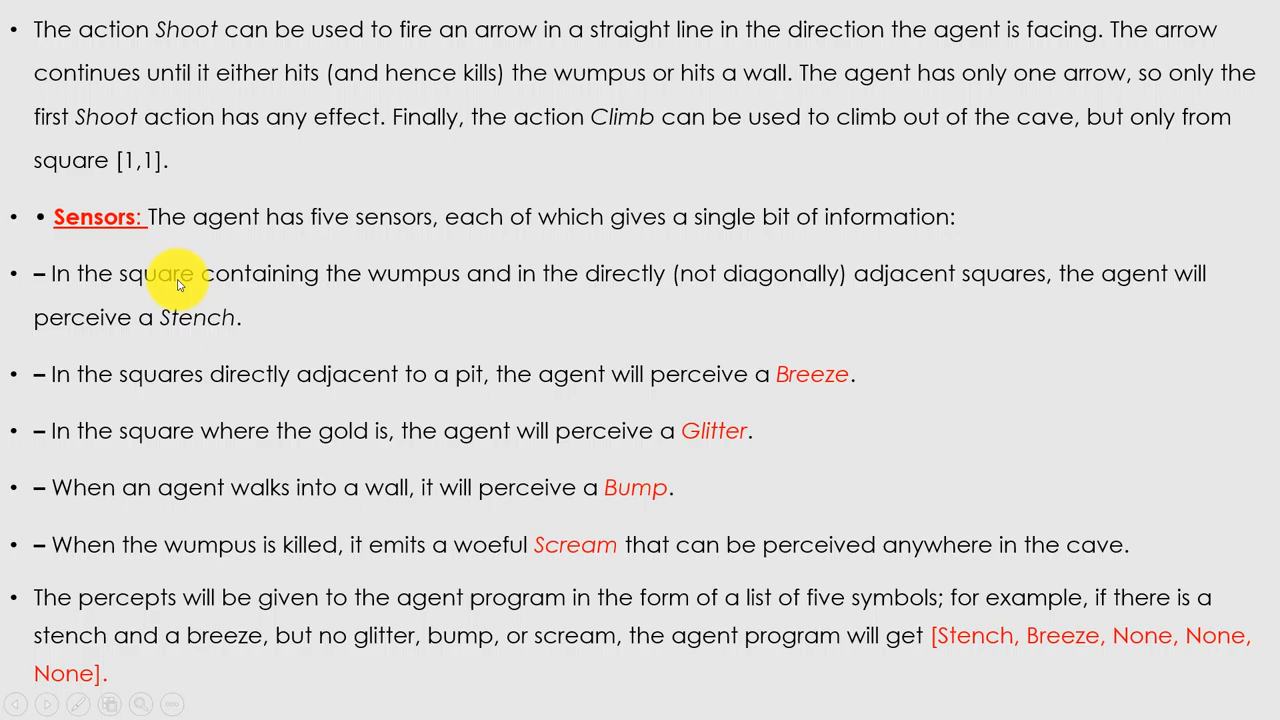 • The action Shoot can be used to fire an arrow in a straight line in the direction the agent is facing. The arrow
continues until it either hits (and hence kills) the wumpus or hits a wall. The agent has only one arrow, so only the
first Shoot action has any effect. Finally, the action Climb can be used to climb out of the cave, but only from
square [1,1].
• • Sensors: The agent has five sensors, each of which gives a single bit of information:
• – In the square containing the wumpus and in the directly (not diagonally) adjacent squares, the agent will
perceive a Stench.
• – In the squares directly adjacent to a pit, the agent will perceive a Breeze.
• – In the square where the gold is, the agent will perceive a Glitter.
• – When an agent walks into a wall, it will perceive a Bump.
• – When the wumpus is killed, it emits a woeful Scream that can be perceived anywhere in the cave.
• The percepts will be given to the agent program in the form of a list of five symbols; for example, if there is a
stench and a breeze, but no glitter, bump, or scream, the agent program will get [Stench, Breeze, None, None,
None].